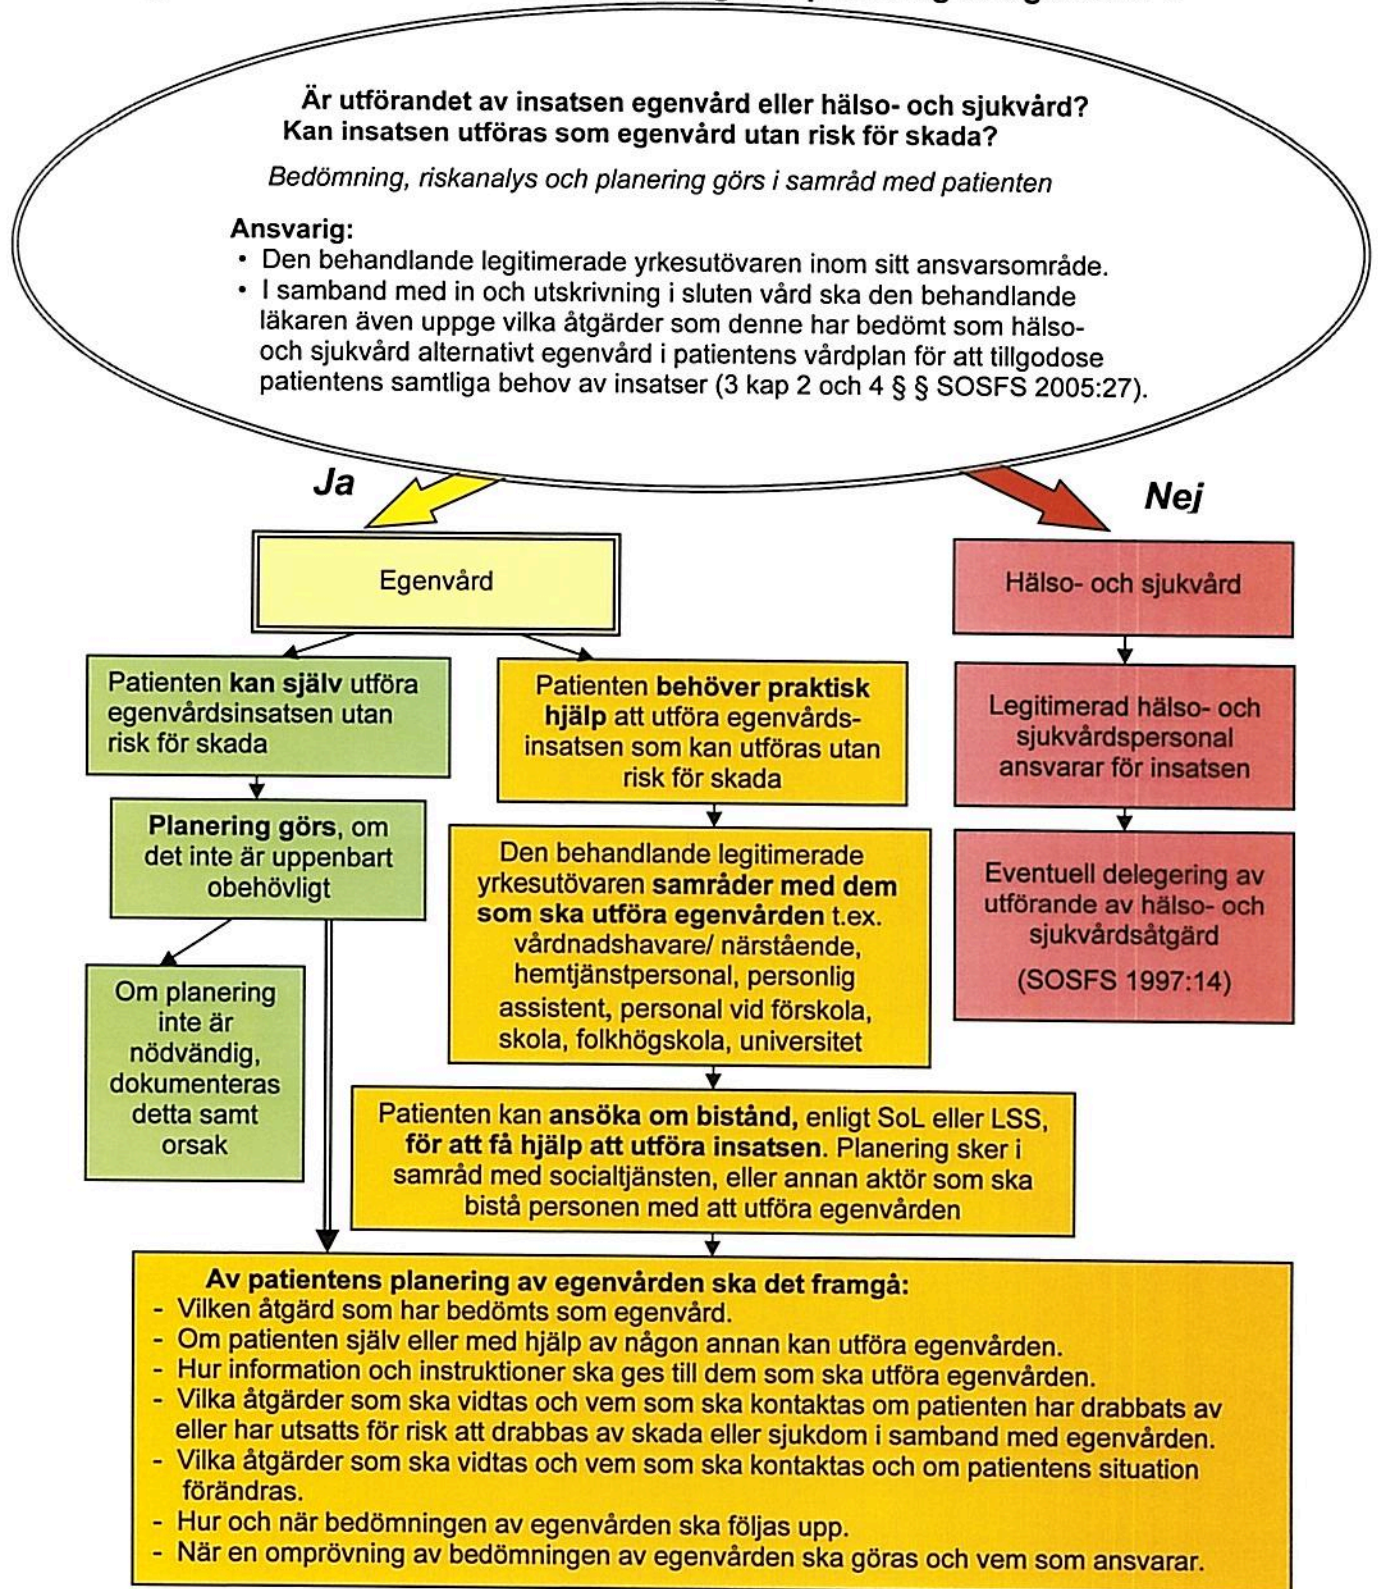 Är utförandet av insatsen egenvård eller hälso- och sjukvård?
Kan insatsen utföras som egenvård utan risk för skada?
Bedömning, riskanalys och planering görs i samråd med patienten
Ansvarig:
• Den behandlande legitimerade yrkesutövaren inom sitt ansvarsområde.
• I samband med in och utskrivning i sluten vård ska den behandlande
läkaren även uppge vilka åtgärder som denne har bedömt som hälso-
och sjukvård alternativt egenvård i patientens vårdplan för att tillgodose
patientens samtliga behov av insatser (3 kap 2 och 4 § § SOSFS 2005:27).
Ja
Nej
Egenvård
Hälso- och sjukvård
Patienten kan själv utföra
egenvårdsinsatsen utan
risk för skada
Patienten behöver praktisk
hjälp att utföra egenvårds-
insatsen som kan utföras utan
risk för skada
Legitimerad hälso- och
sjukvårdspersonal
ansvarar för insatsen
Planering görs, om
det inte är uppenbart
obehövligt
Den behandlande legitimerade
yrkesutövaren samråder med dem
som ska utföra egenvården t.ex.
vårdnadshavare/ närstående,
hemtjänstpersonal, personlig
assistent, personal vid förskola,
skola, folkhögskola, universitet
Eventuell delegering av
utförande av hälso- och
sjukvårdsåtgärd
(SOSFS 1997:14)
Om planering
inte är
nödvändig,
dokumenteras
detta samt
orsak
Patienten kan ansöka om bistånd, enligt SoL eller LSS,
för att få hjälp att utföra insatsen. Planering sker i
samråd med socialtjänsten, eller annan aktör som ska
bistå personen med att utföra egenvården
Av patientens planering av egenvården ska det framgå:
- Vilken åtgärd som har bedömts som egenvård.
- Om patienten själv eller med hjälp av någon annan kan utföra egenvården.
- Hur information och instruktioner ska ges till dem som ska utföra egenvården.
- Vilka åtgärder som ska vidtas och vem som ska kontaktas om patienten har drabbats av
eller har utsatts för risk att drabbas av skada eller sjukdom i samband med egenvården.
- Vilka åtgärder som ska vidtas och vem som ska kontaktas och om patientens situation
förändras.
- Hur och när bedömningen av egenvården ska följas upp.
- När en omprövning av bedömningen av egenvården ska göras och vem som ansvarar.